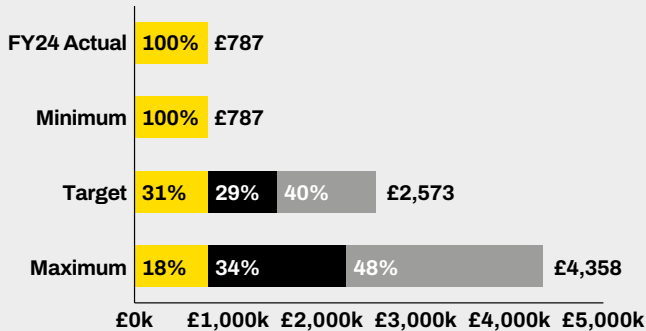 FY24 Actual 100% £787
Minimum 100% £787
Target 31% 29% 40% £2,573
Maximum 18% 34% 48% £4,358
£0k £1,000k £2,000k £3,000k £4,000k £5,000k